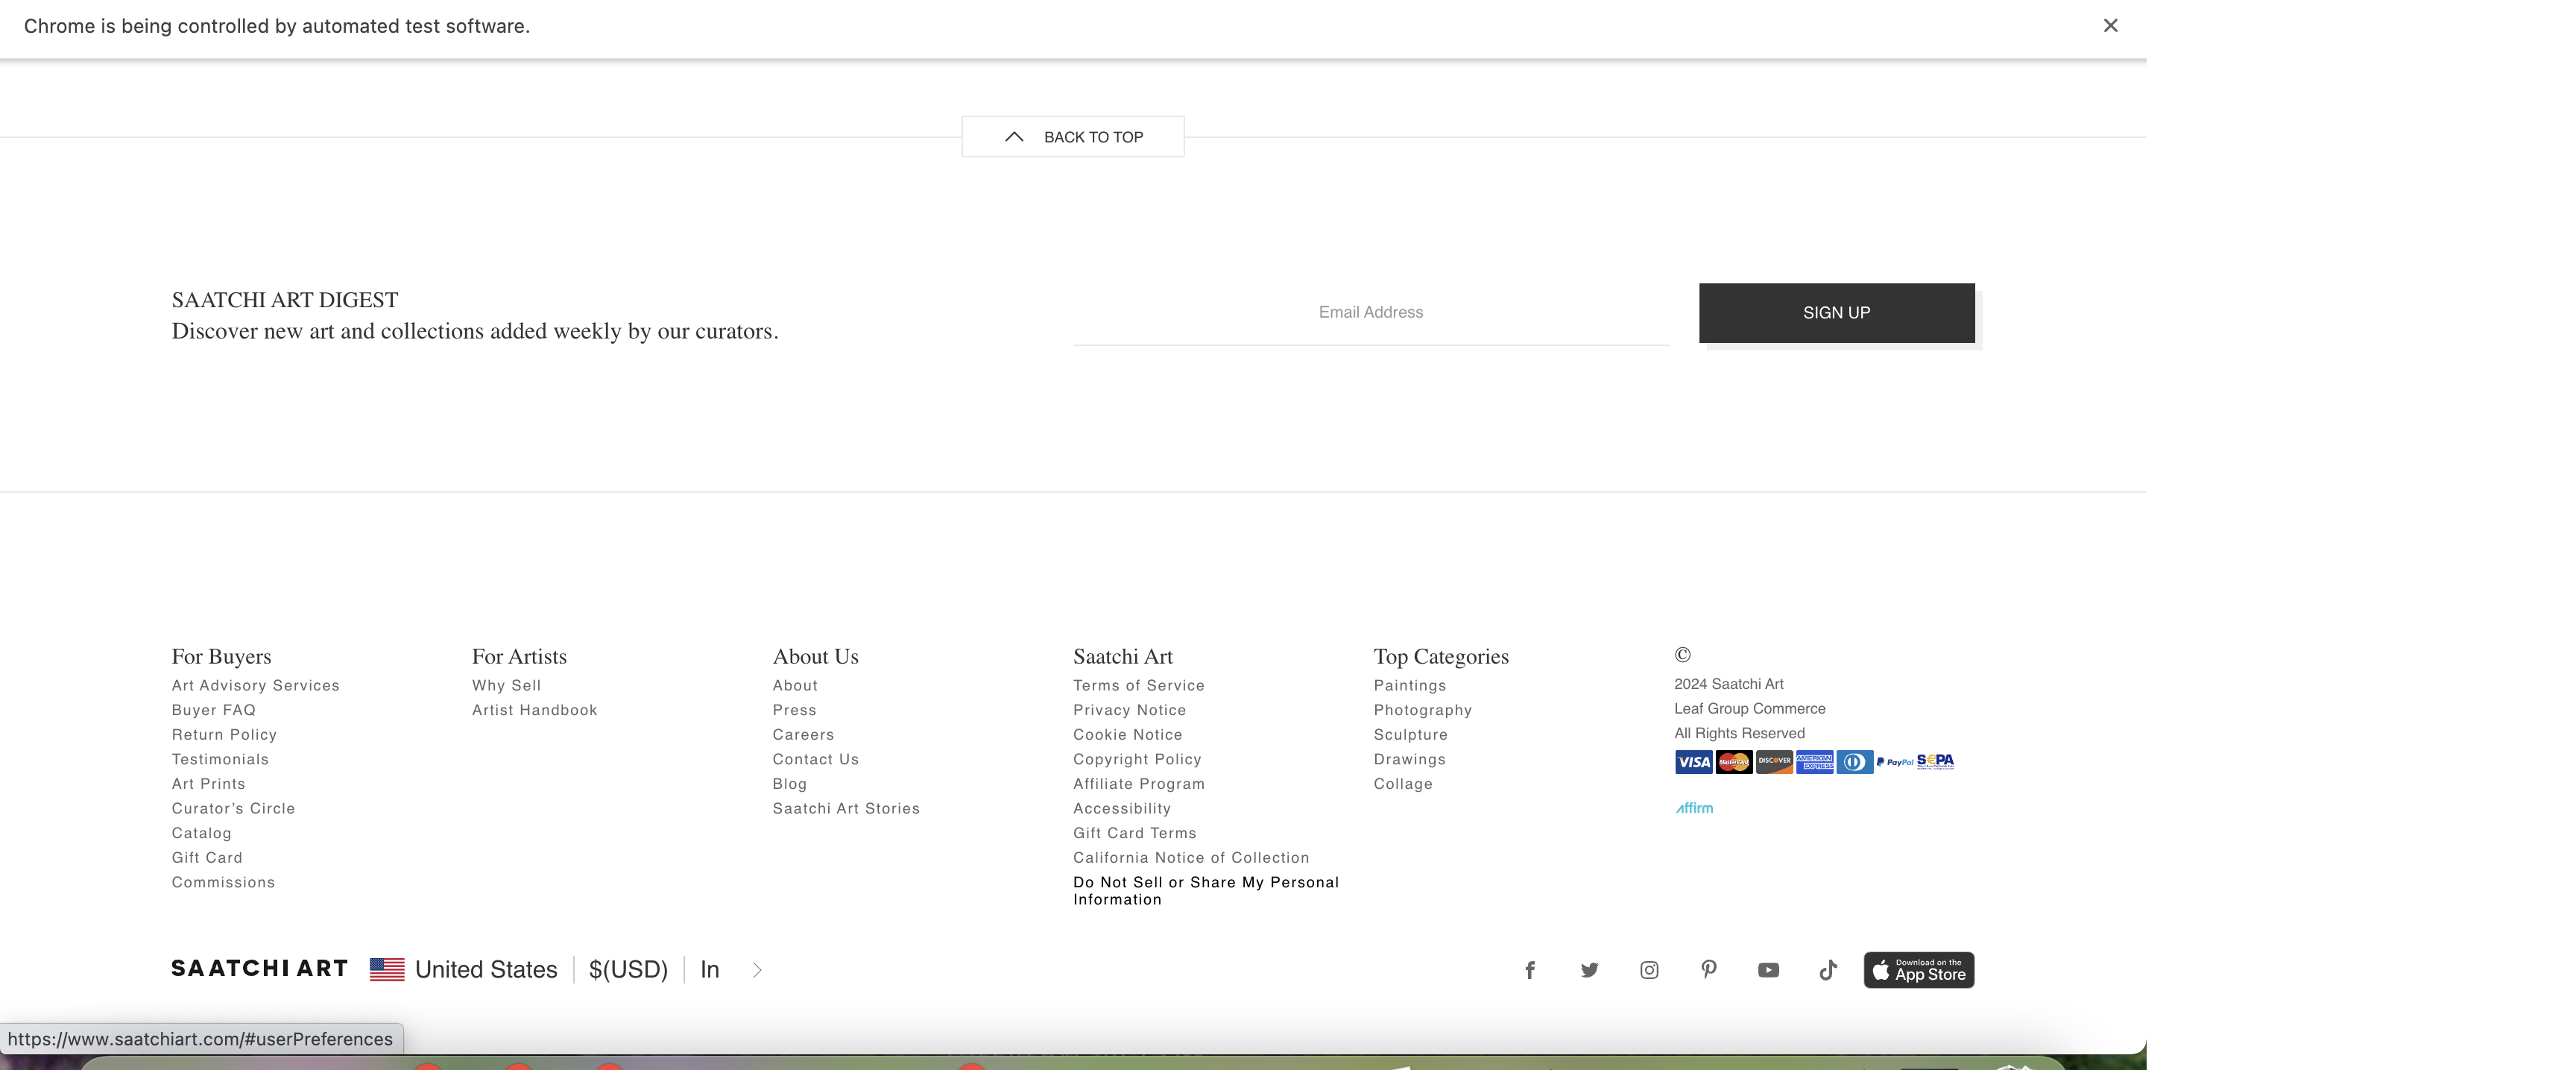 Chrome is being controlled by automated test software.
BACK TO TOP
SAATCHI ART DIGEST
Discover new art and collections added weekly by our curators.
Email Address
SIGN UP
For Buyers
Art Advisory Services
Buyer FAQ
Return Policy
Testimonials
Art Prints
Curator’s Circle
Catalog
Gift Card
Commissions
For Artists
Why Sell
Artist Handbook
About Us
About
Press
Careers
Contact Us
Blog
Saatchi Art Stories
Saatchi Art
Terms of Service
Privacy Notice
Cookie Notice
Copyright Policy
Affiliate Program
Accessibility
Gift Card Terms
California Notice of Collection
Do Not Sell or Share My Personal
Information
Top Categories
Paintings
Photography
Sculpture
Drawings
Collage
©
2024 Saatchi Art
Leaf Group Commerce
All Rights Reserved
VISA MasterCard DISCOVER AMERICAN EXPRESS PayPal SEPA
affirm
SAATCHI ART United States $(USD) In
Download on the
App Store
https://www.saatchiart.com/#userPreferences